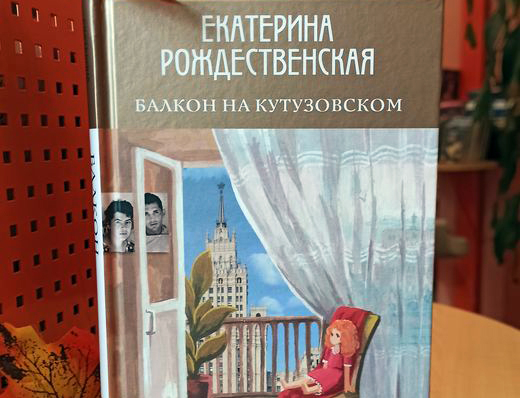 ЕКАТЕРИНА
РОЖДЕСТВЕНСКАЯ
БАЛКОН НА КУТУЗОВСКОМ